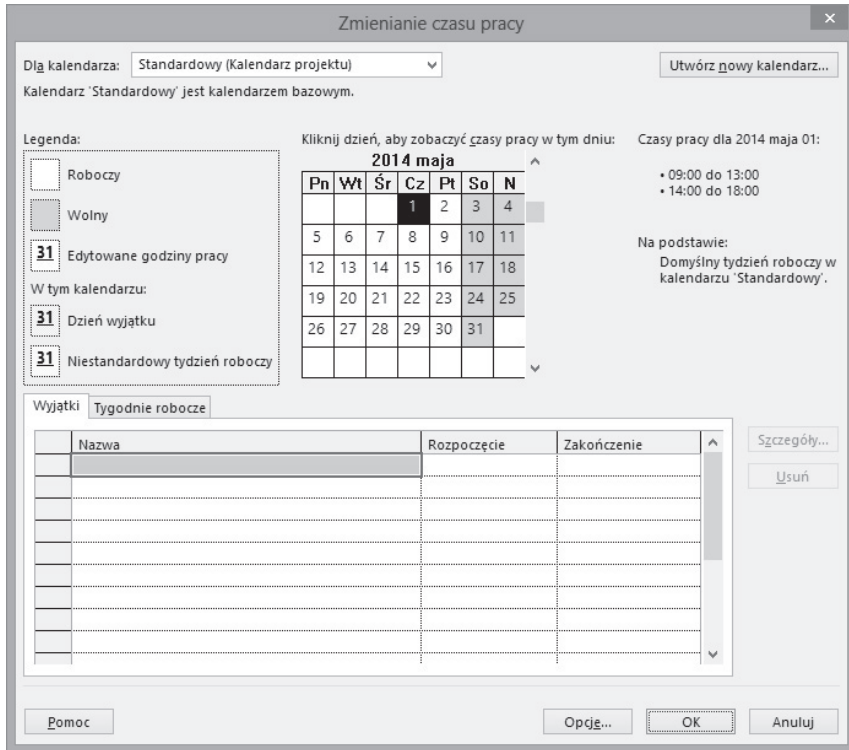 Zmienianie czasu pracy
Dla kalendarza: Standardowy (Kalendarz projektu) Utwórz nowy kalendarz...
Kalendarz 'Standardowy' jest kalendarzem bazowym.
Legenda:
Roboczy
Wolny
31 Edytowane godziny pracy
W tym kalendarzu:
31 Dzień wyjątku
31 Niestandardowy tydzień roboczy
Kliknij dzień, aby zobaczyć czasy pracy w tym dniu:
2014 maja
Pn Wt Śr Cz Pt So N
1 2 3 4
5 6 7 8 9 10 11
12 13 14 15 16 17 18
19 20 21 22 23 24 25
26 27 28 29 30 31
Czasy pracy dla 2014 maja 01:
• 09:00 do 13:00
• 14:00 do 18:00
Na podstawie:
Domyślny tydzień roboczy w
kalendarzu 'Standardowy'.
Wyjątki Tygodnie robocze
Nazwa Rozpoczęcie Zakończenie
Szczegóły...
Usuń
Pomoc Opcje... OK Anuluj